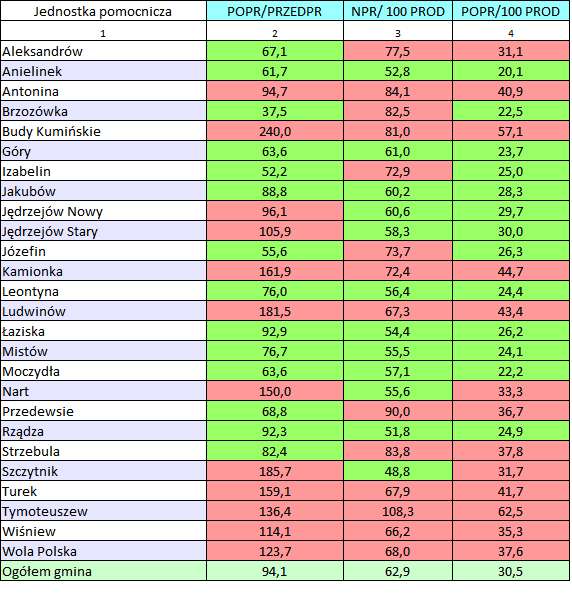 Jednostka pomocnicza POPR/PRZEDPR NPR/ 100 PROD POPR/100 PROD
1 2 3 4
Aleksandrów 67,1 77,5 31,1
Anielinek 61,7 52,8 20,1
Antonina 94,7 84,1 40,9
Brzozówka 37,5 82,5 22,5
Budy Kumińskie 240,0 81,0 57,1
Góry 63,6 61,0 23,7
Izabelin 52,2 72,9 25,0
Jakubów 88,8 60,2 28,3
Jędrzejów Nowy 96,1 60,6 29,7
Jędrzejów Stary 105,9 58,3 30,0
Józefin 55,6 73,7 26,3
Kamionka 161,9 72,4 44,7
Leontyna 76,0 56,4 24,4
Ludwinów 181,5 67,3 43,4
Łaziska 92,9 54,4 26,2
Mistów 76,7 55,5 24,1
Moczydła 63,6 57,1 22,2
Nart 150,0 55,6 33,3
Przedewsie 68,8 90,0 36,7
Rządza 92,3 51,8 24,9
Strzebula 82,4 83,8 37,8
Szczytnik 185,7 48,8 31,7
Turek 159,1 67,9 41,7
Tymoteuszew 136,4 108,3 62,5
Wiśniew 114,1 66,2 35,3
Wola Polska 123,7 68,0 37,6
Ogółem gmina 94,1 62,9 30,5